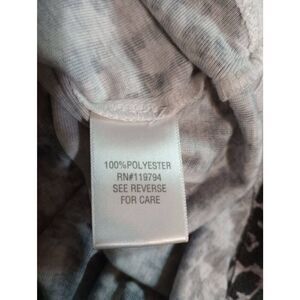 100%POLYESTER
RN#119794
SEE REVERSE
FOR CARE